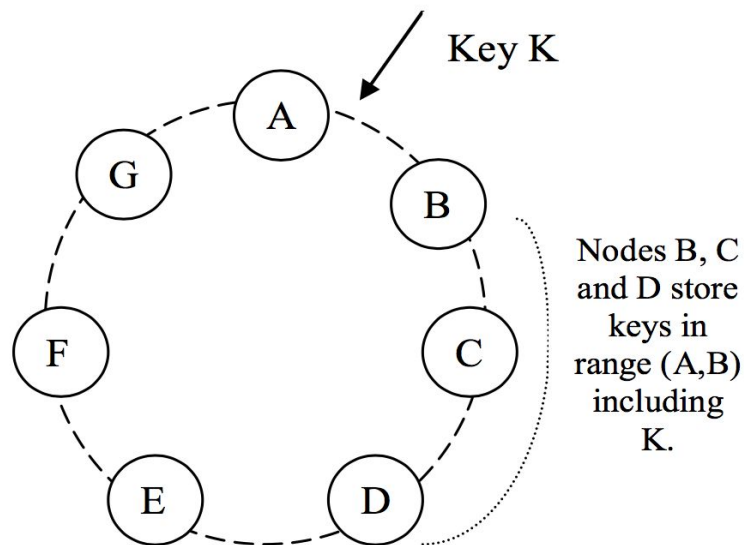 Key K
A
G
B
Nodes B, C
and D store
keys in
range (A,B)
including
K.
F
C
E
D